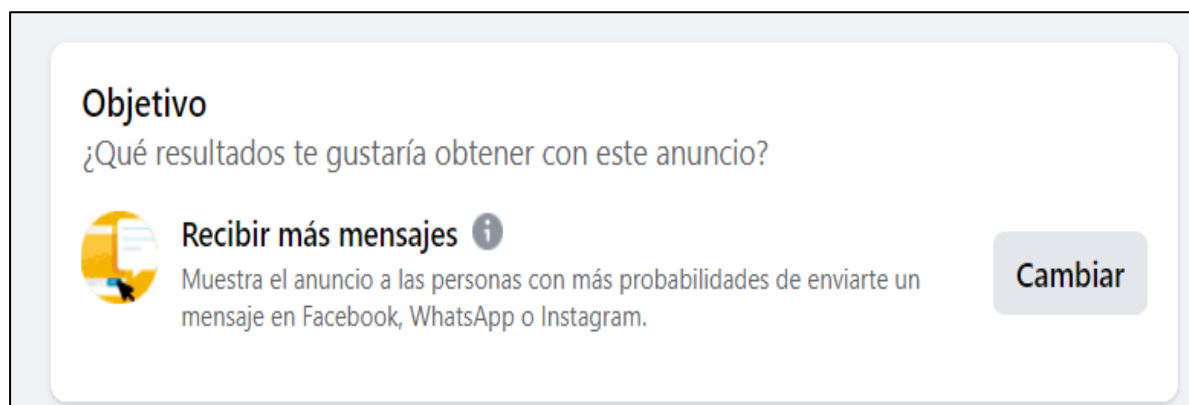 Objetivo
¿Qué resultados te gustaría obtener con este anuncio?
Recibir más mensajes
Muestra el anuncio a las personas con más probabilidades de enviarte un
mensaje en Facebook, WhatsApp o Instagram.
Cambiar